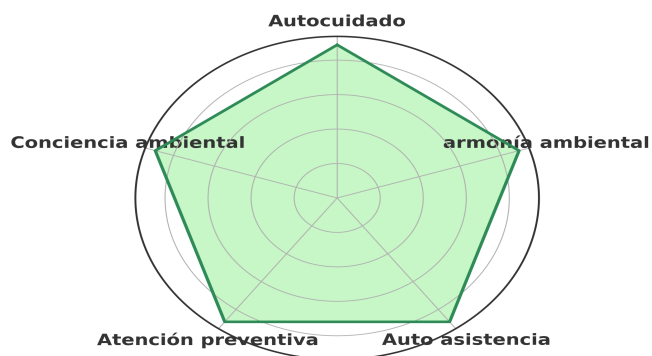 Autocuidado
Conciencia ambiental
armonía ambiental
Atención preventiva
Auto asistencia